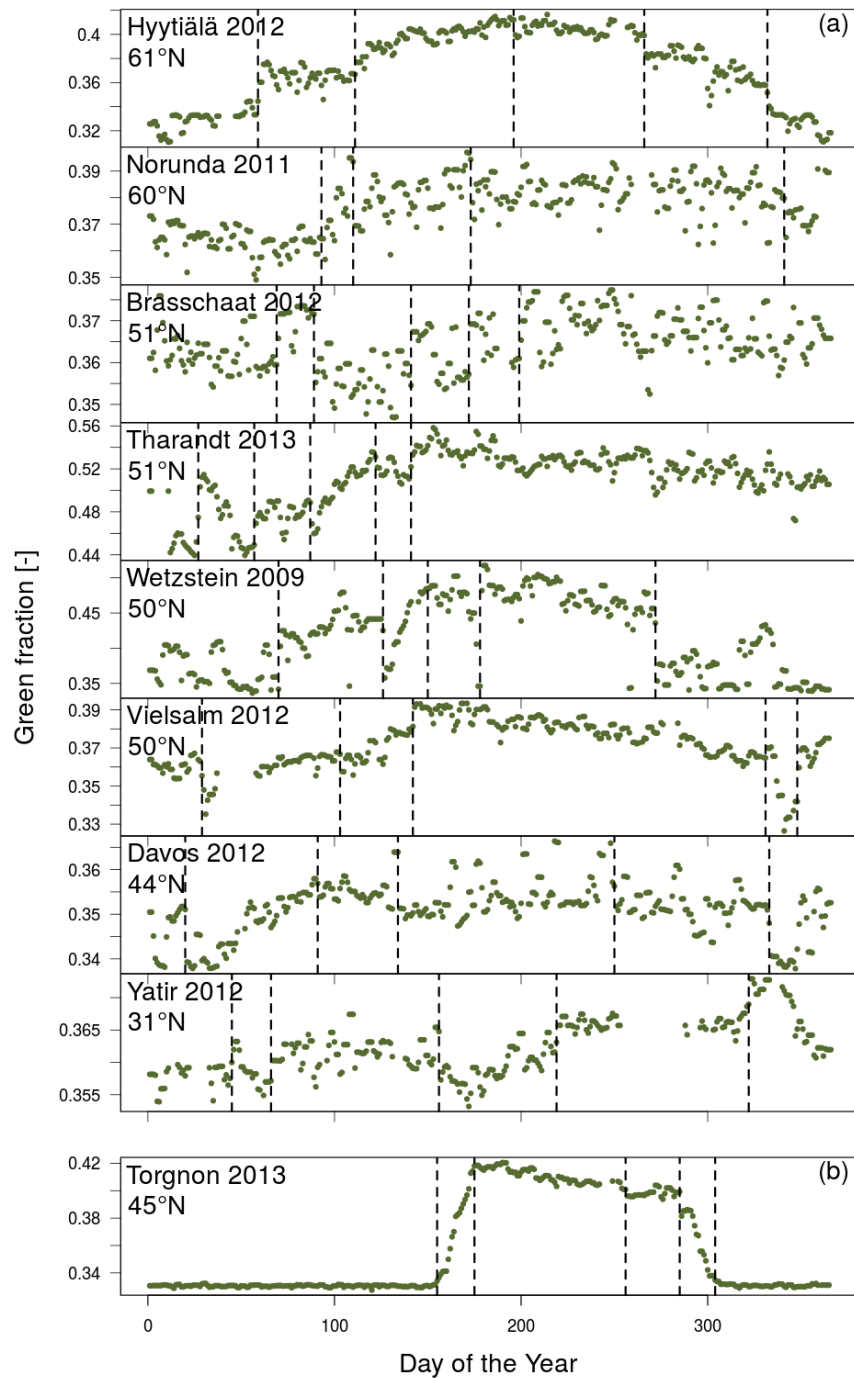 Hyytiälä 2012
(a)
61°N
0.4
0.36
0.32
Norunda 2011
60°N
0.39
0.37
0.35
Brasschaat 2012
51°N
0.37
0.36
0.35
Tharandt 2013
51°N
0.56
0.52
0.48
0.44
Wetzstein 2009
50°N
0.45
0.35
Vielsalm 2012
50°N
0.39
0.37
0.35
0.33
Davos 2012
44°N
0.36
0.35
0.34
Yatir 2012
31°N
0.365
0.355
Torgnon 2013
(b)
45°N
0.42
0.38
0.34
0 100 200 300
Day of the Year
Green fraction [-]